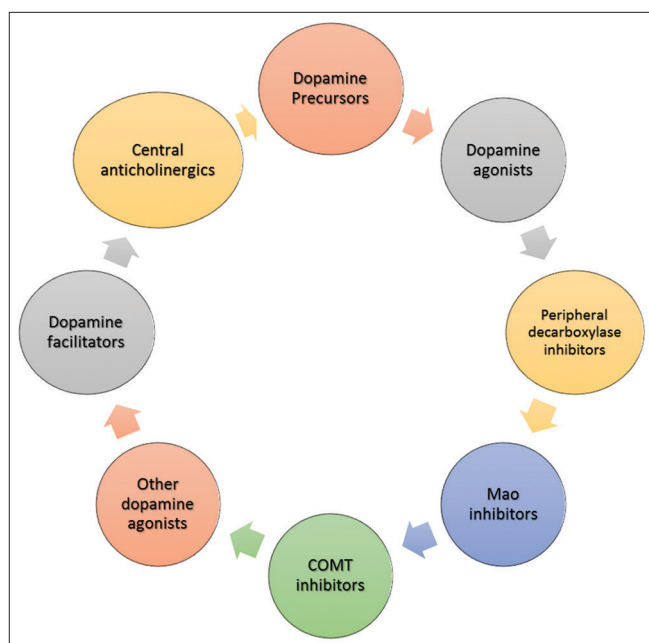 Dopamine
Precursors
Dopamine
agonists
Peripheral
decarboxylase
inhibitors
Mao
inhibitors
COMT
inhibitors
Other
dopamine
agonists
Dopamine
facilitators
Central
anticholinergics